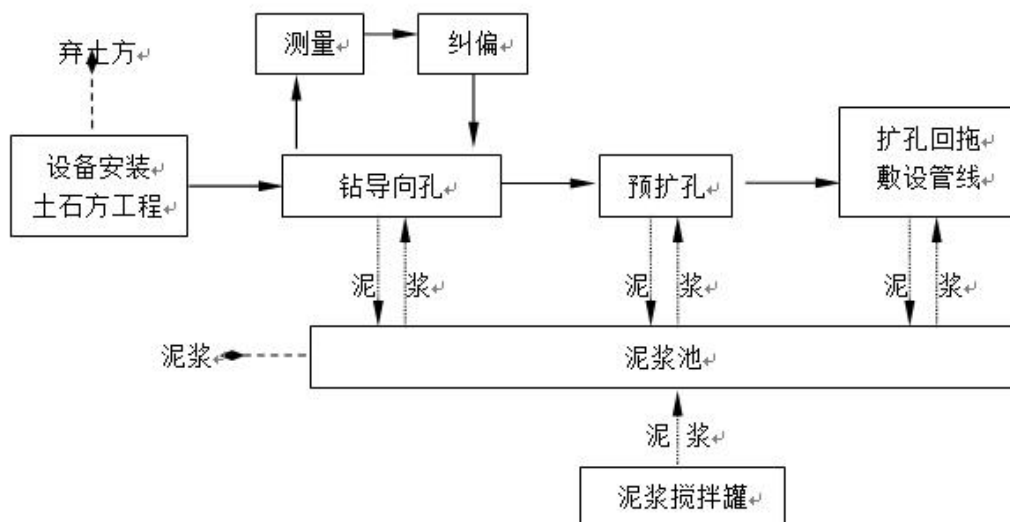 测量
纠偏
弃土方
设备安装
土石方工程
钻导向孔
预扩孔
扩孔回拖
敷设管线
泥 浆
泥 浆
泥 浆
泥浆
泥浆池
泥 浆
泥浆搅拌罐